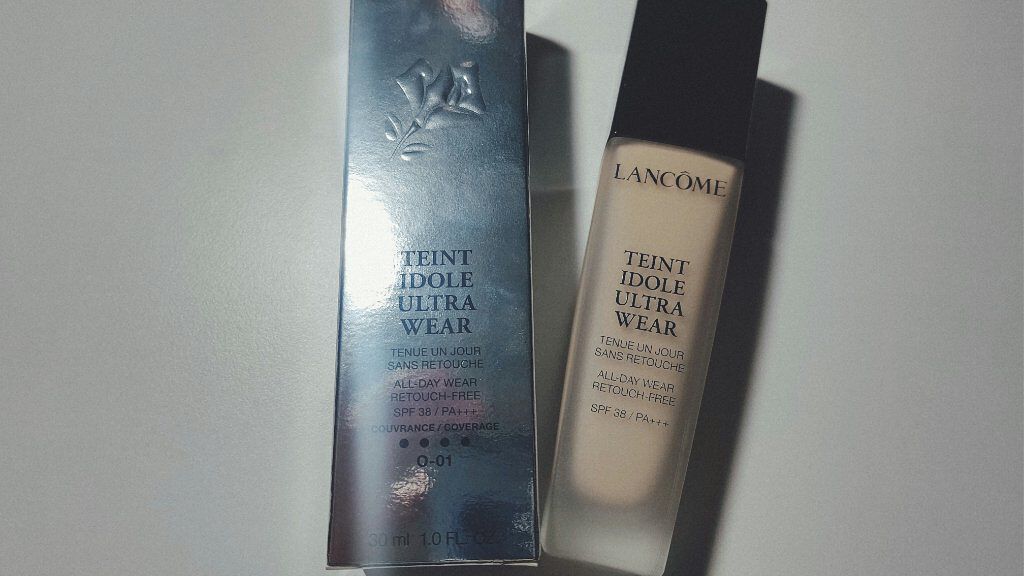 TEINT
IDOLE
ULTRA
WEAR
TENUE UN JOUR
SANS RETOUCHE
ALL-DAY WEAR
RETOUCH-FREE
SPF 38 / PA+++
COUVRANCE / COVERAGE
O-01
30 ml 1.0 FL. OZ.
LANCÔME
TEINT
IDOLE
ULTRA
WEAR
TENUE UN JOUR
SANS RETOUCHE
ALL-DAY WEAR
RETOUCH-FREE
SPF 38 / PA+++